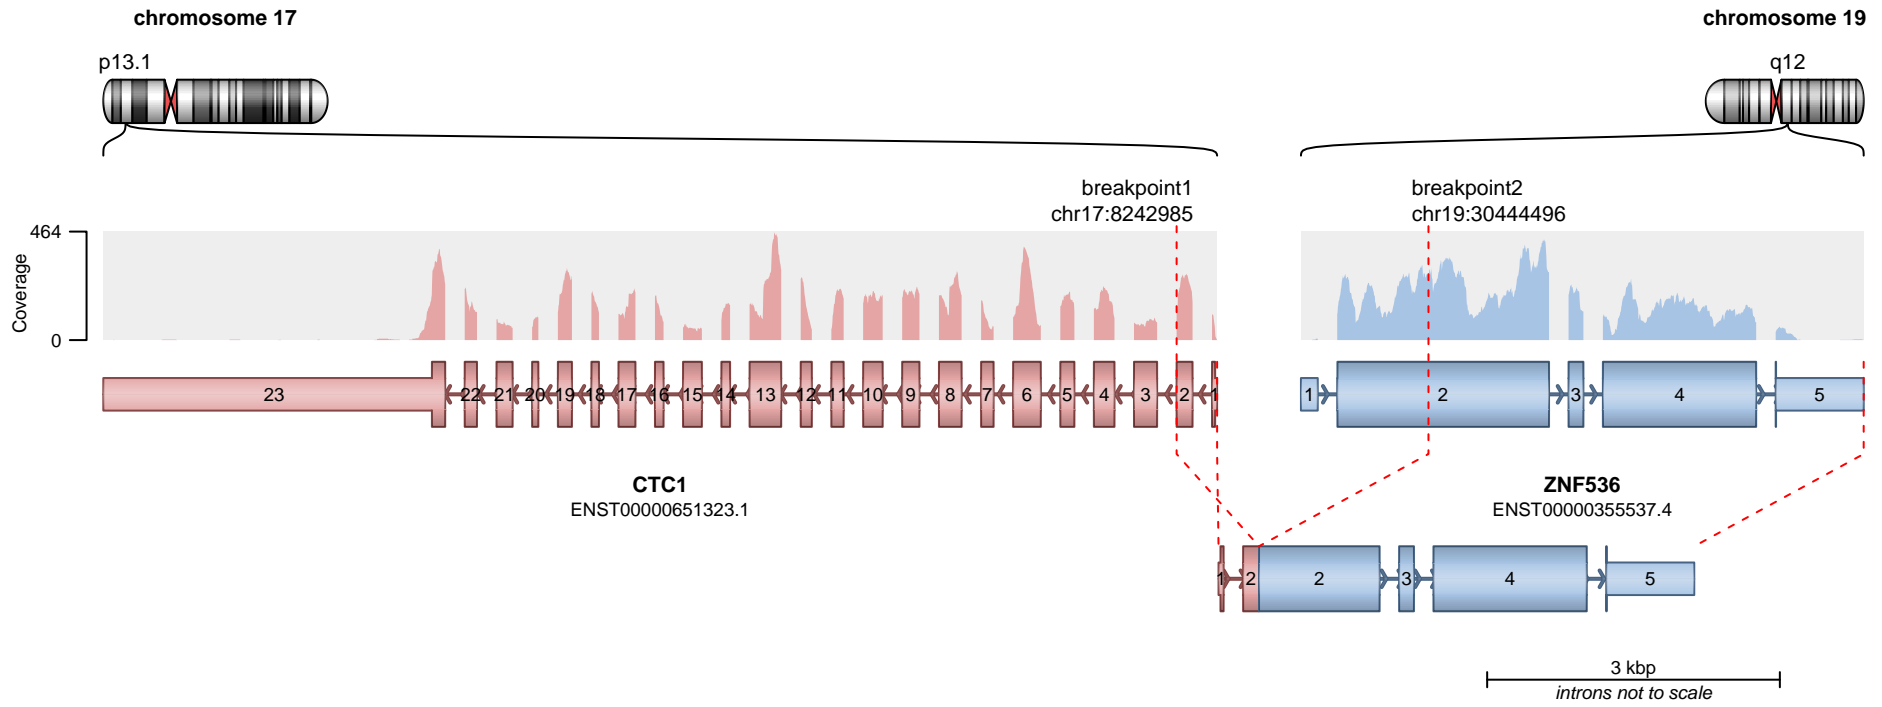 chromosome 17
chromosome 19
p13.1
q12
breakpoint1
chr17:8242985
breakpoint2
chr19:30444496
464
Coverage
0
23 22 21 20 19 18 17 16 15 14 13 12 11 10 9 8 7 6 5 4 3 2 1
1 2 3 4 5
CTC1
ENST00000651323.1
ZNF536
ENST00000355537.4
1 2 2 3 4 5
3 kbp
introns not to scale